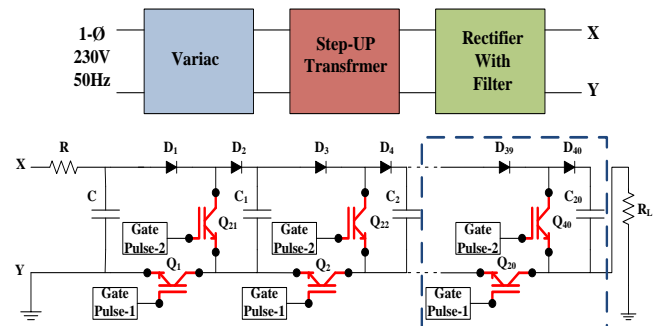 1-Ø
230V
50Hz
Variac
Step-UP
Transfrmer
Rectifier
With
Filter
X
Y
X
R
D1
D2
D3
D4
D39
D40
C
C1
C2
C20
Q21
Q22
Q40
RL
Gate
Pulse-2
Gate
Pulse-2
Gate
Pulse-2
Y
Q1
Q2
Q20
Gate
Pulse-1
Gate
Pulse-1
Gate
Pulse-1